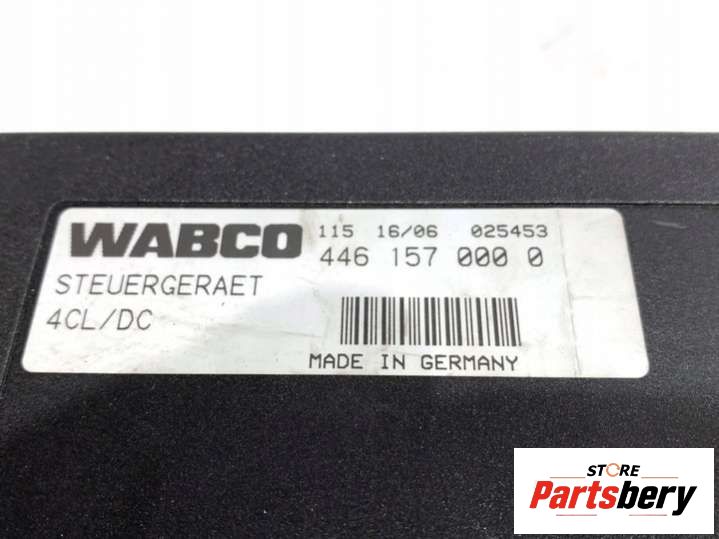 WABCO
115 16/06 025453
446 157 000 0
STEUERGERAET
4CL/DC
MADE IN GERMANY
STORE
Partsbery